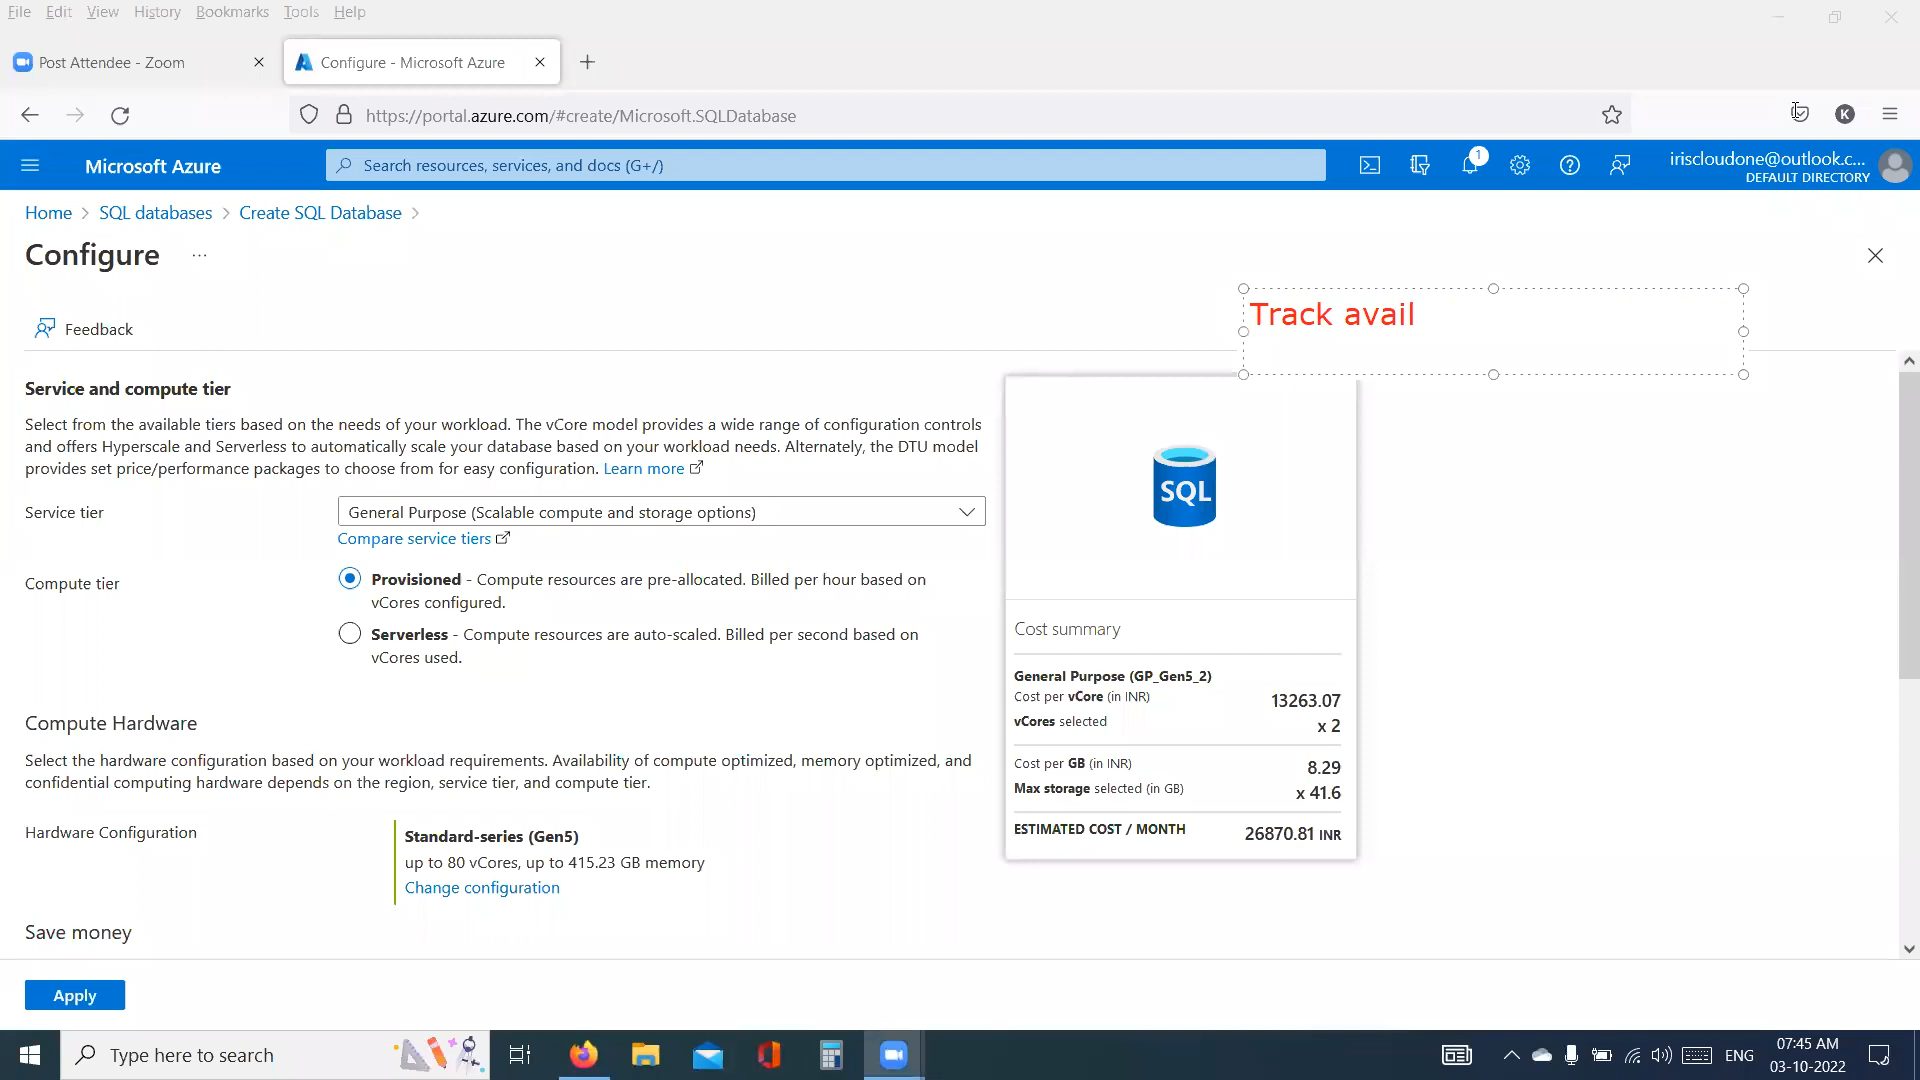 File Edit View History Bookmarks Tools Help
Post Attendee - Zoom
Configure - Microsoft Azure
https://portal.azure.com/#create/Microsoft.SQLDatabase
K
Microsoft Azure
Search resources, services, and docs (G+/)
1
iriscloudone@outlook.c...
DEFAULT DIRECTORY
Home > SQL databases > Create SQL Database >
Configure ...
Track avail
Feedback
Service and compute tier
Select from the available tiers based on the needs of your workload. The vCore model provides a wide range of configuration controls
and offers Hyperscale and Serverless to automatically scale your database based on your workload needs. Alternately, the DTU model
provides set price/performance packages to choose from for easy configuration. Learn more
Service tier
General Purpose (Scalable compute and storage options)
Compare service tiers
Compute tier
Provisioned - Compute resources are pre-allocated. Billed per hour based on
vCores configured.
Serverless - Compute resources are auto-scaled. Billed per second based on
vCores used.
Compute Hardware
Select the hardware configuration based on your workload requirements. Availability of compute optimized, memory optimized, and
confidential computing hardware depends on the region, service tier, and compute tier.
Hardware Configuration
Standard-series (Gen5)
up to 80 vCores, up to 415.23 GB memory
Change configuration
Save money
SQL
Cost summary
General Purpose (GP_Gen5_2)
Cost per vCore (in INR) 13263.07
vCores selected x 2
Cost per GB (in INR) 8.29
Max storage selected (in GB) x 41.6
ESTIMATED COST / MONTH 26870.81 INR
Apply
Type here to search
ENG
07:45 AM
03-10-2022